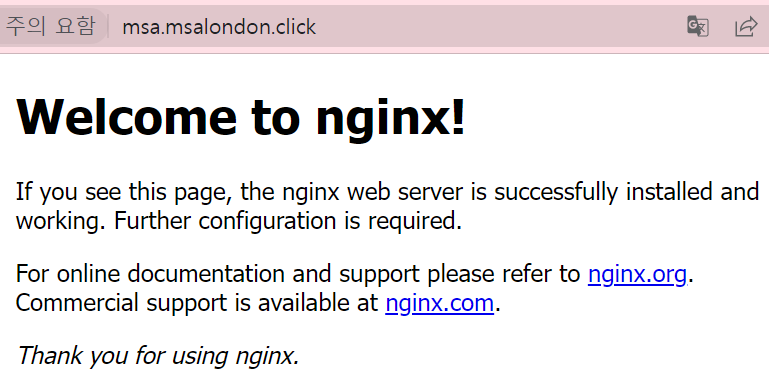 주의 요함 msa.msalondon.click
Welcome to nginx!
If you see this page, the nginx web server is successfully installed and
working. Further configuration is required.
For online documentation and support please refer to nginx.org.
Commercial support is available at nginx.com.
Thank you for using nginx.